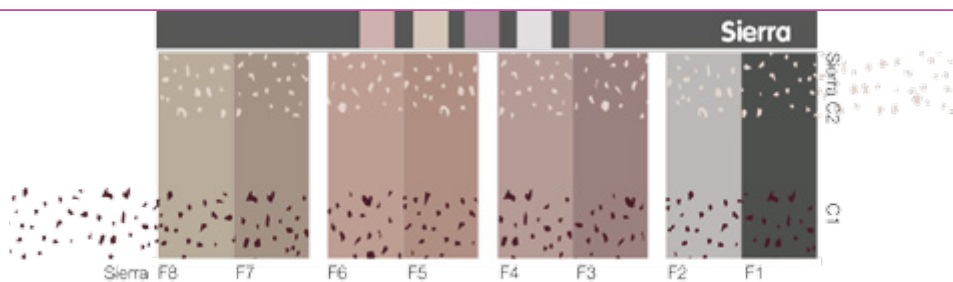 Sierra
Sierra C2
C1
Sierra F8 F7 F6 F5 F4 F3 F2 F1